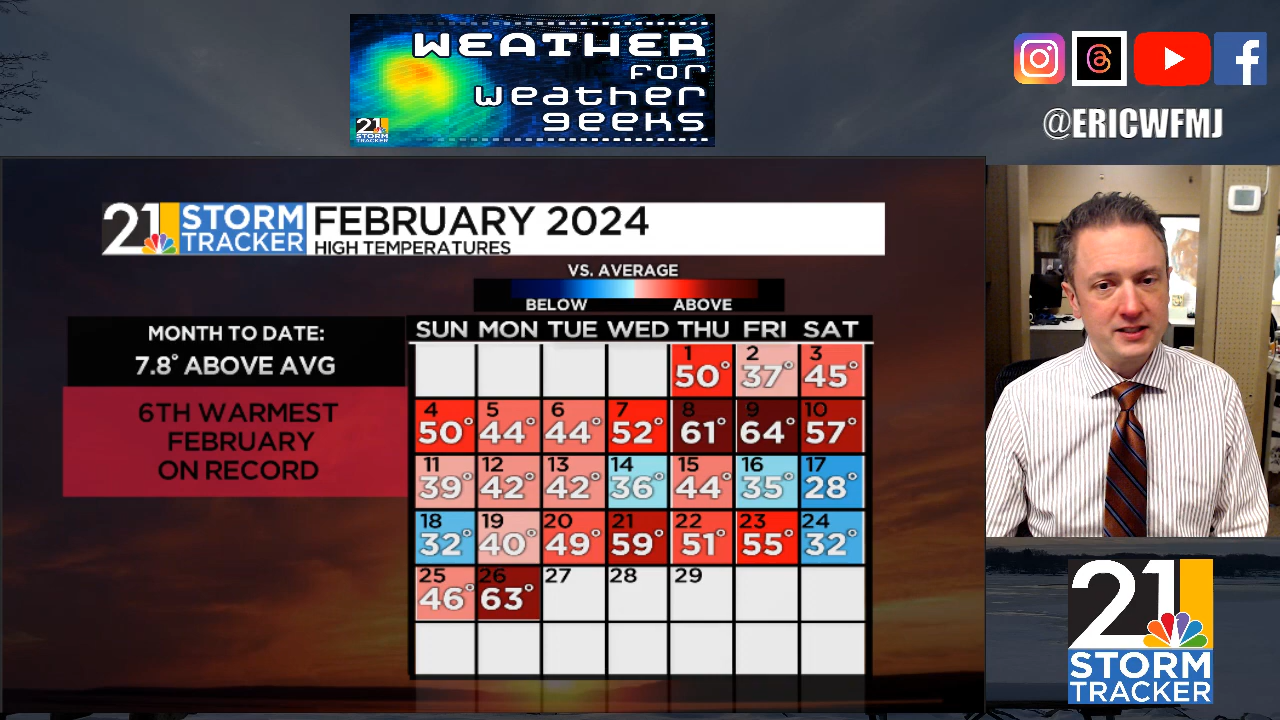 WEATHER
FOR
weather
geeks
21
STORM
TRACKER
@ERICWFMJ
21 STORM TRACKER
FEBRUARY 2024
HIGH TEMPERATURES
VS. AVERAGE
BELOW ABOVE
MONTH TO DATE:
7.8° ABOVE AVG
6TH WARMEST
FEBRUARY
ON RECORD
SUN MON TUE WED THU FRI SAT
1 2 3
50° 37° 45°
4 5 6 7 8 9 10
50° 44° 44° 52° 61° 64° 57°
11 12 13 14 15 16 17
39° 42° 42° 36° 44° 35° 28°
18 19 20 21 22 23 24
32° 40° 49° 59° 51° 55° 32°
25 26 27 28 29
46° 63°
21
STORM
TRACKER